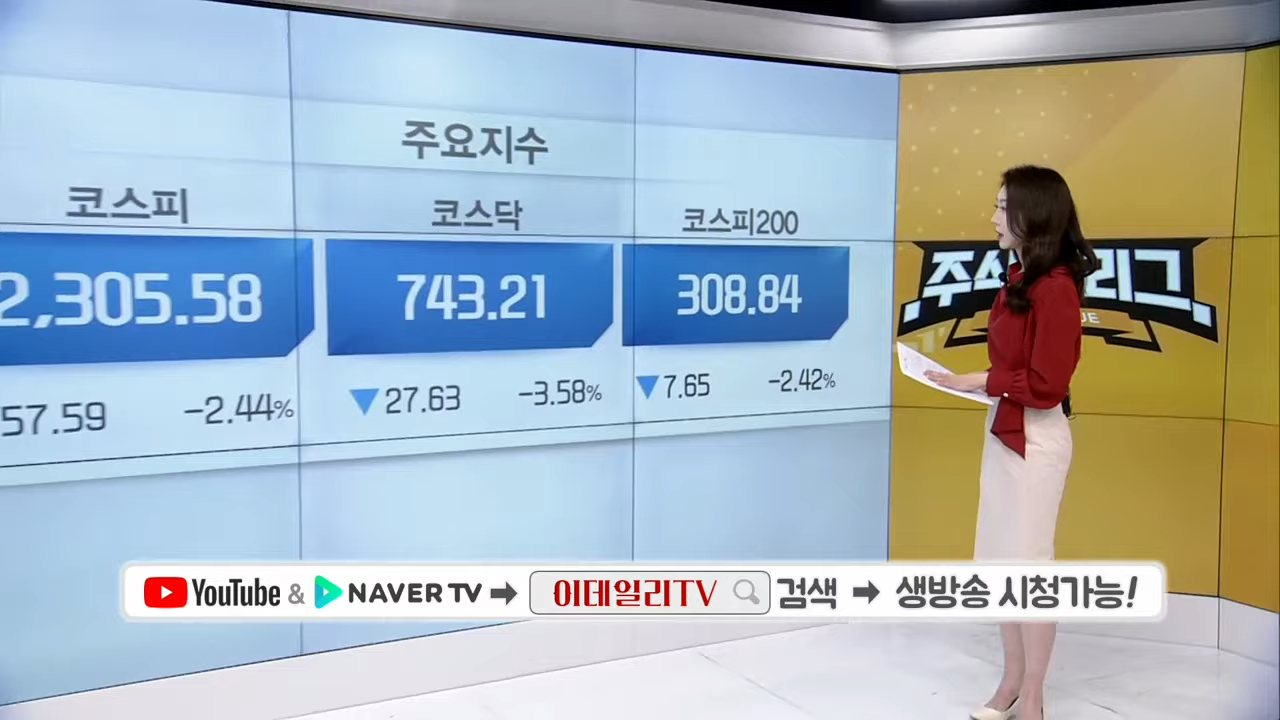 주요지수
코스피 코스닥 코스피200
2,305.58 743.21 308.84
57.59 -2.44% ▼27.63 -3.58% ▼7.65 -2.42%
리그
YouTube & NAVER TV → 이데일리TV 검색 → 생방송 시청가능!